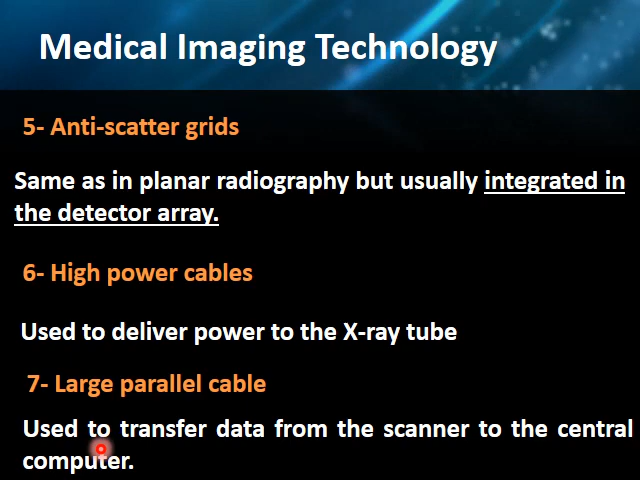 Medical Imaging Technology
5- Anti-scatter grids
Same as in planar radiography but usually integrated in
the detector array.
6- High power cables
Used to deliver power to the X-ray tube
7- Large parallel cable
Used to transfer data from the scanner to the central
computer.